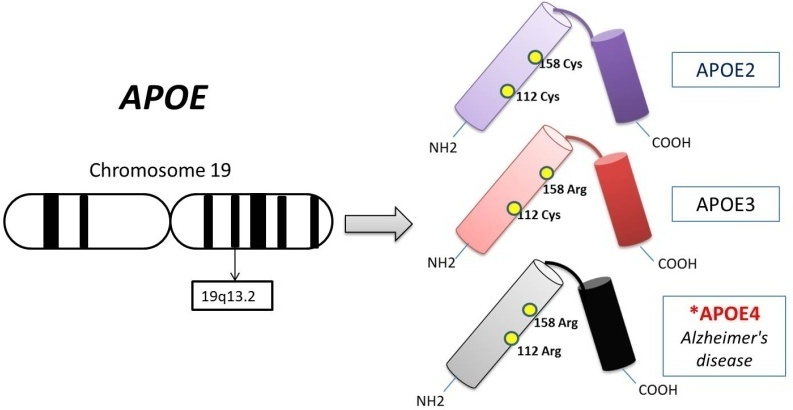 APOE
Chromosome 19
19q13.2
158 Cys
112 Cys
NH2
COOH
APOE2
158 Arg
112 Cys
NH2
COOH
APOE3
158 Arg
112 Arg
NH2
COOH
*APOE4
Alzheimer's
disease